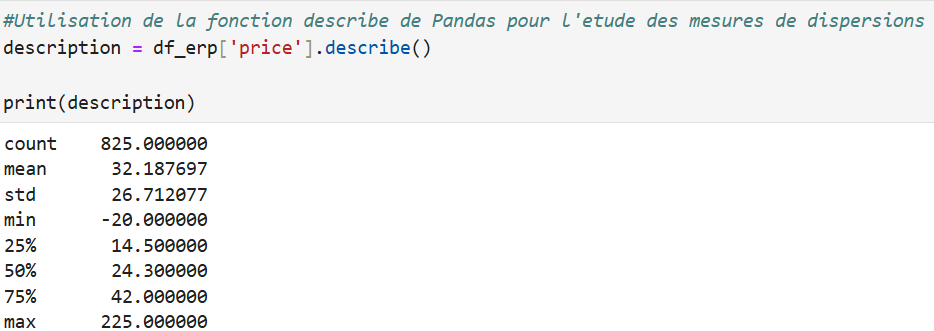 #Utilisation de la fonction describe de Pandas pour l'etude des mesures de dispersions
description = df_erp['price'].describe()
print(description)
count    825.000000
mean      32.187697
std       26.712077
min      -20.000000
25%       14.500000
50%       24.300000
75%       42.000000
max      225.000000